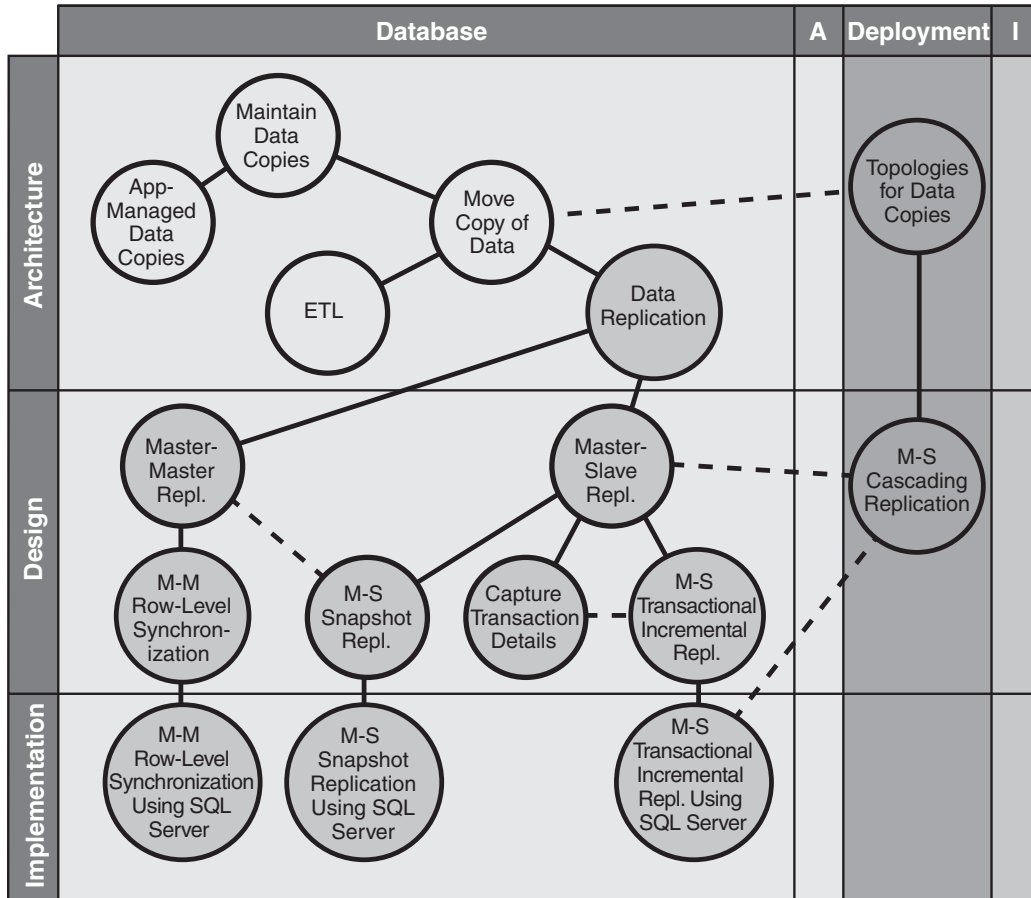 Database
A
Deployment
I
Architecture
Maintain
Data
Copies
App-
Managed
Data
Copies
Move
Copy of
Data
Topologies
for Data
Copies
ETL
Data
Replication
Design
Master-
Master
Repl.
Master-
Slave
Repl.
M-S
Cascading
Replication
M-M
Row-Level
Synchron-
ization
M-S
Snapshot
Repl.
Capture
Transaction
Details
M-S
Transactional
Incremental
Repl.
Implementation
M-M
Row-Level
Synchronization
Using SQL
Server
M-S
Snapshot
Replication
Using SQL
Server
M-S
Transactional
Incremental
Repl. Using
SQL Server